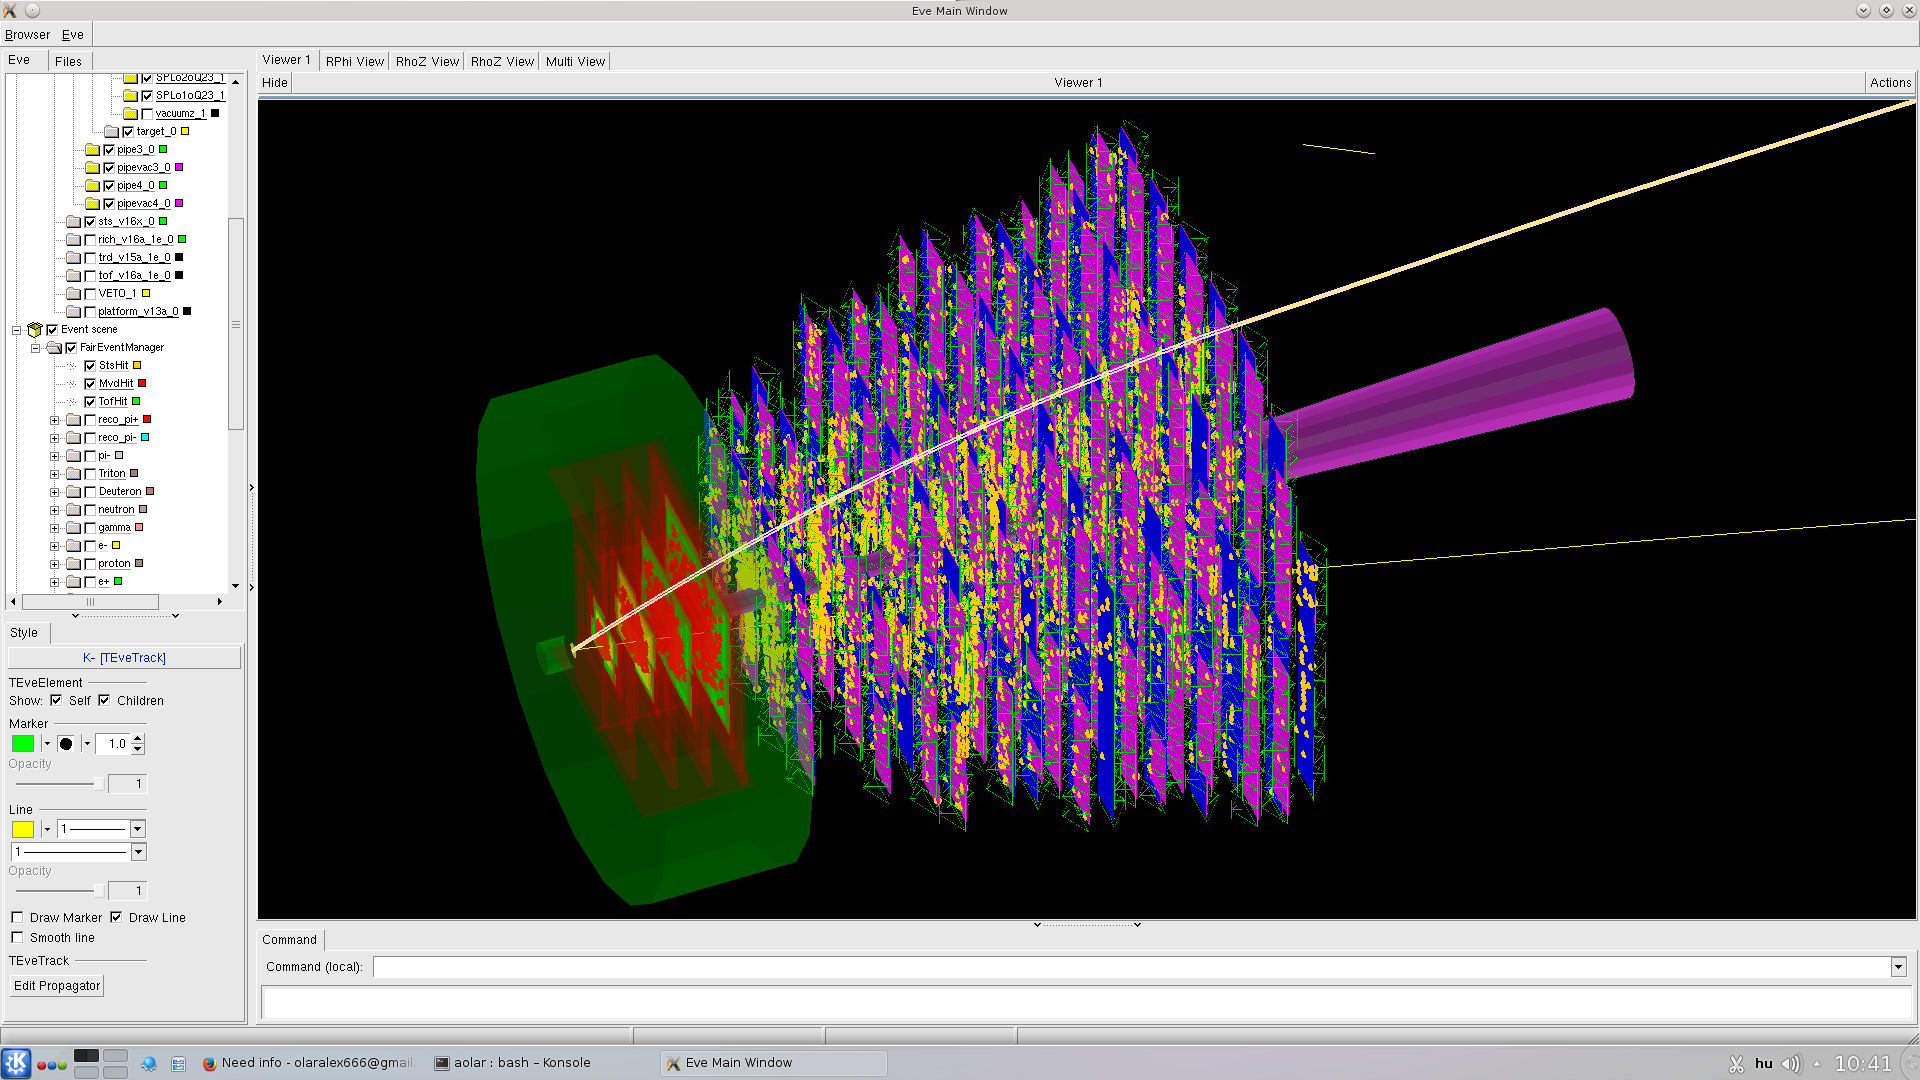 Eve Main Window
Browser Eve
Eve Files
Viewer 1 RPhi View RhoZ View RhoZ View Multi View
Hide Viewer 1 Actions
SPLo2oQ23_1
SPLo1oQ23_1
vacuumz_1
target_0
pipe3_0
pipevac3_0
pipe4_0
pipevac4_0
sts_v16x_0
rich_v16a_1e_0
trd_v15a_1e_0
tof_v16a_1e_0
VETO_1
platform_v13a_0
Event scene
FairEventManager
StsHit
MvdHit
TofHit
reco_pi+
reco_pi-
pi-
Triton
Deuteron
neutron
gamma
e-
proton
e+
Style
K- [TEveTrack]
TEveElement
Show: Self Children
Marker
1.0
Opacity
1
Line
1
1
Opacity
1
Draw Marker Draw Line
Smooth line
TEveTrack
Edit Propagator
Command
Command (local):
Need info - olaralex666@gmail
aolar : bash – Konsole
Eve Main Window
hu
10:41